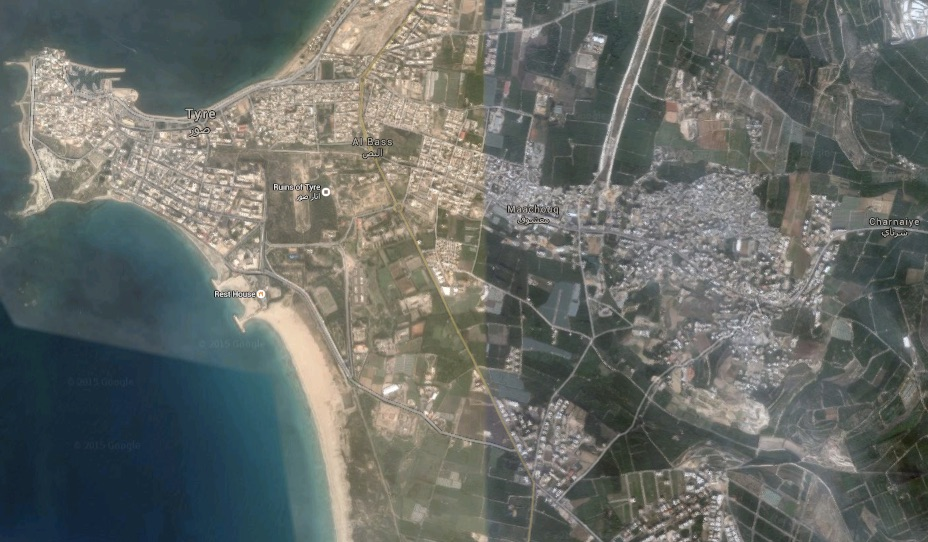 Tyre
صور
Al Bass
البص
Ruins of Tyre
آثار صور
Maachouq
معشوق
Charnaiye
شرناي
Rest House
© 2015 Google
© 2015 Google
© 2015 Google